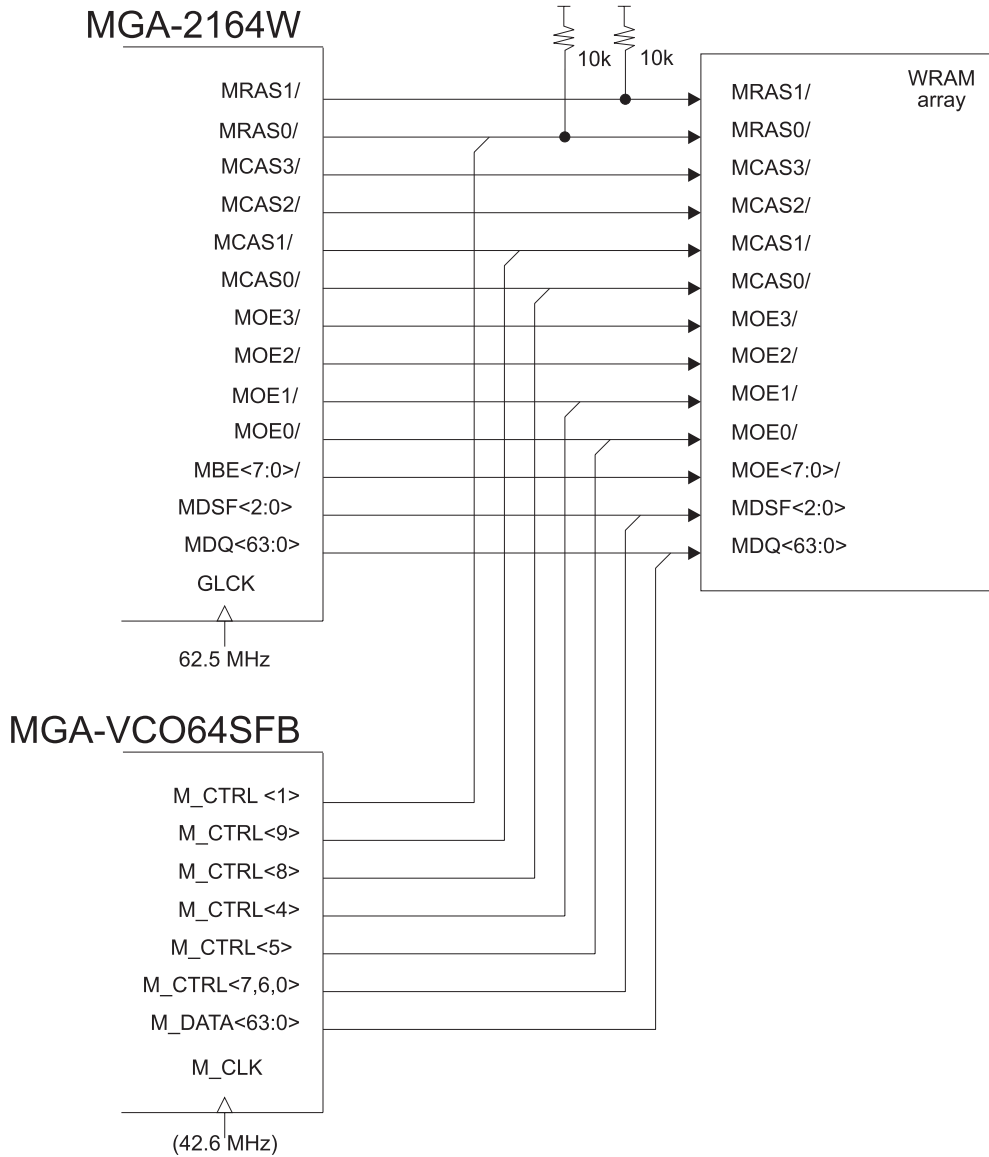 MGA-2164W
10k
10k
MRAS1/
MRAS0/
MCAS3/
MCAS2/
MCAS1/
MCAS0/
MOE3/
MOE2/
MOE1/
MOE0/
MBE<7:0>/
MDSF<2:0>
MDQ<63:0>
GLCK
62.5 MHz
WRAM
array
MRAS1/
MRAS0/
MCAS3/
MCAS2/
MCAS1/
MCAS0/
MOE3/
MOE2/
MOE1/
MOE0/
MOE<7:0>/
MDSF<2:0>
MDQ<63:0>
MGA-VCO64SFB
M_CTRL <1>
M_CTRL<9>
M_CTRL<8>
M_CTRL<4>
M_CTRL<5>
M_CTRL<7,6,0>
M_DATA<63:0>
M_CLK
(42.6 MHz)